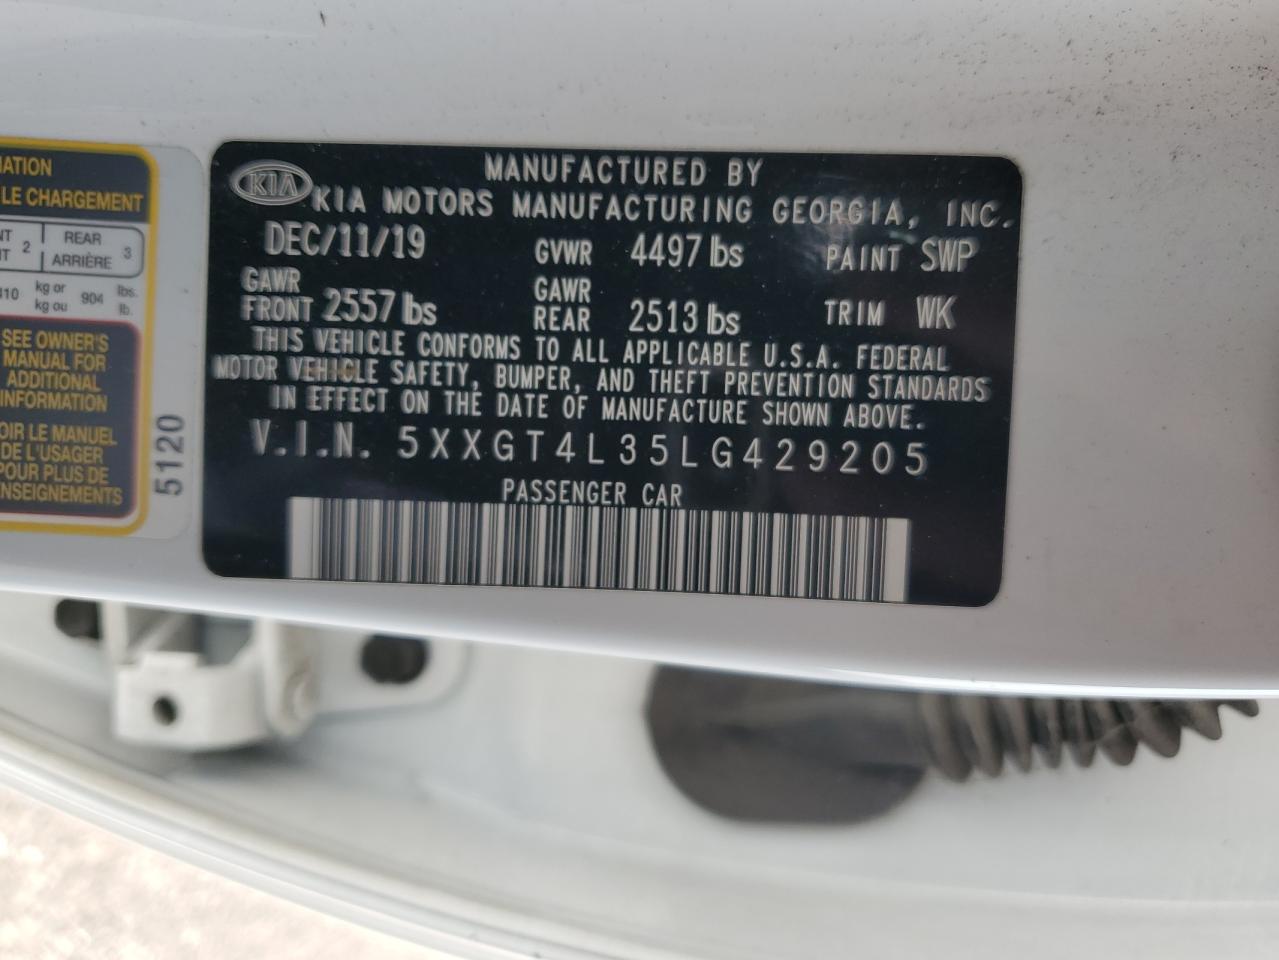 MATION
LE CHARGEMENT
NT 2 REAR 3
NT ARRIÈRE
410 kg or 904 lbs.
kg ou lb.
SEE OWNER'S
MANUAL FOR
ADDITIONAL
INFORMATION
OIR LE MANUEL
DE L'USAGER
POUR PLUS DE
NSEIGNEMENTS
5120
KIA
MANUFACTURED BY
KIA MOTORS MANUFACTURING GEORGIA, INC.
DEC/11/19 GVWR 4497 lbs PAINT SWP
GAWR GAWR
FRONT 2557 lbs REAR 2513 lbs TRIM WK
THIS VEHICLE CONFORMS TO ALL APPLICABLE U.S.A. FEDERAL
MOTOR VEHICLE SAFETY, BUMPER, AND THEFT PREVENTION STANDARDS
IN EFFECT ON THE DATE OF MANUFACTURE SHOWN ABOVE.
V.I.N. 5XXGT4L35LG429205
PASSENGER CAR